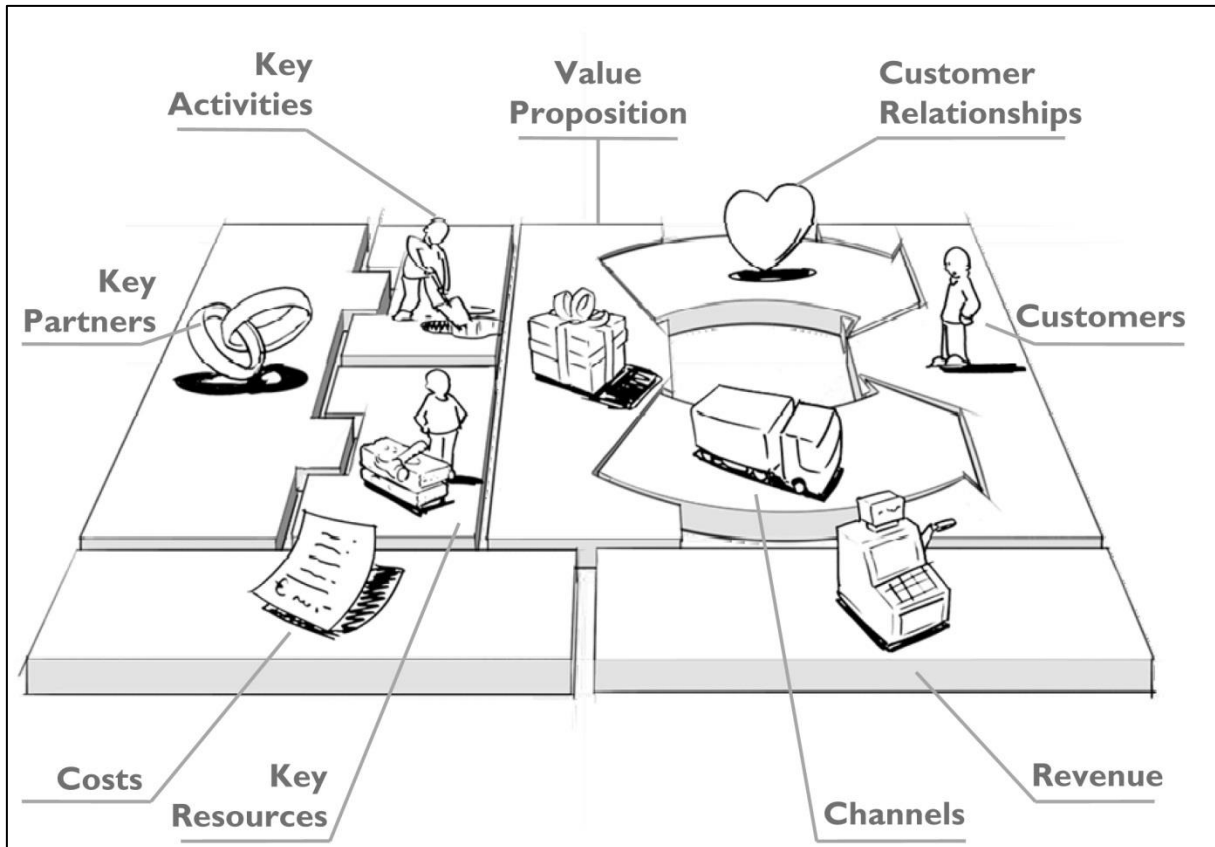 Key
Activities
Value
Proposition
Customer
Relationships
Key
Partners
Customers
Costs
Key
Resources
Channels
Revenue